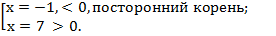 x = −1, < 0, посторонний корень;
x = 7 > 0.